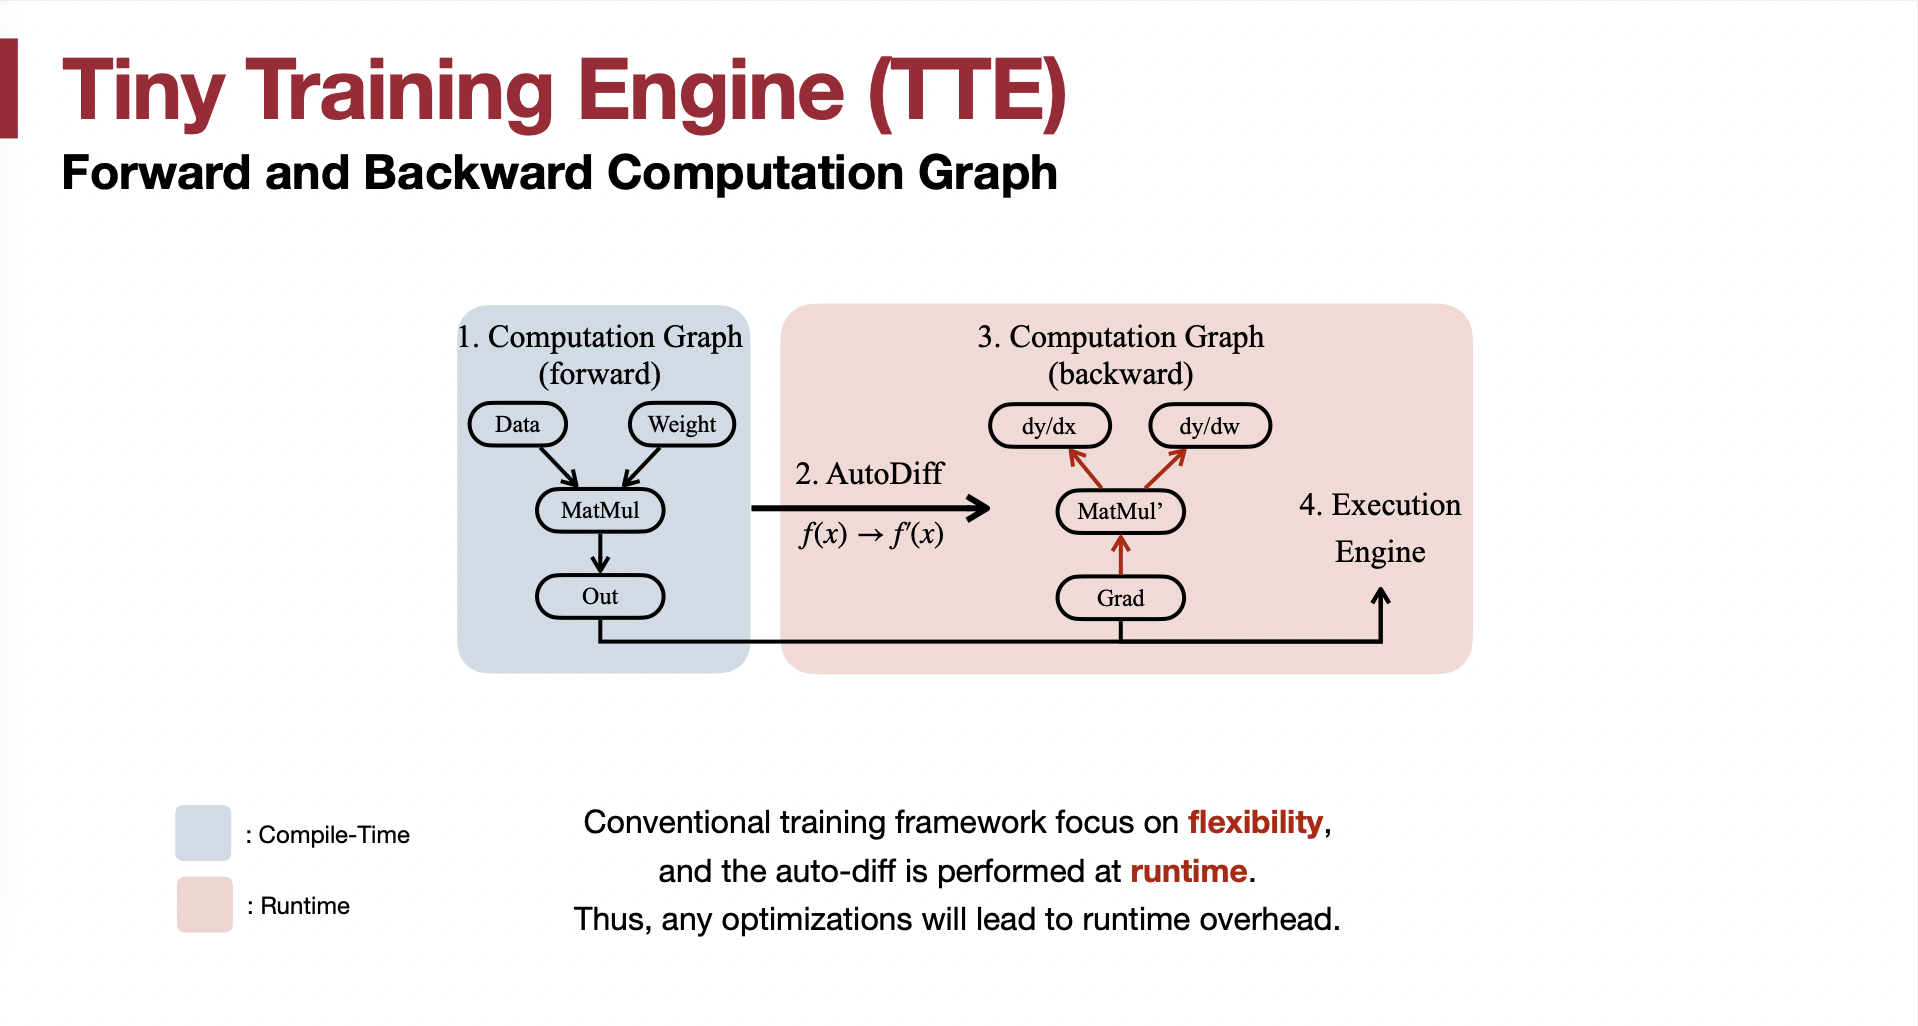 Tiny Training Engine (TTE)
Forward and Backward Computation Graph
1. Computation Graph
(forward)
Data
Weight
MatMul
Out
2. AutoDiff
f(x) → f'(x)
3. Computation Graph
(backward)
dy/dx
dy/dw
MatMul’
Grad
4. Execution
Engine
: Compile-Time
: Runtime
Conventional training framework focus on flexibility,
and the auto-diff is performed at runtime.
Thus, any optimizations will lead to runtime overhead.